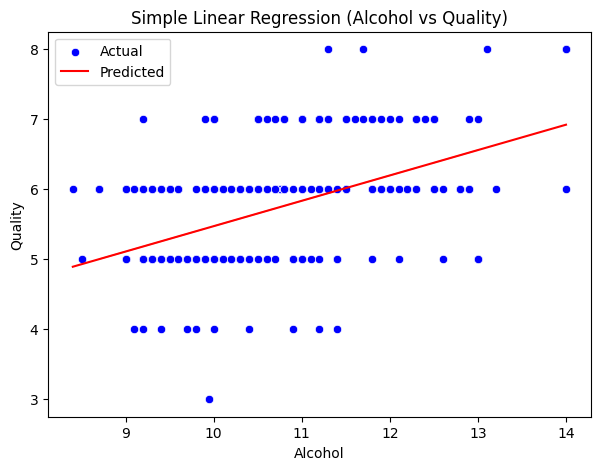 Simple Linear Regression (Alcohol vs Quality)
Actual
Predicted
8
7
6
5
4
3
Quality
9 10 11 12 13 14
Alcohol